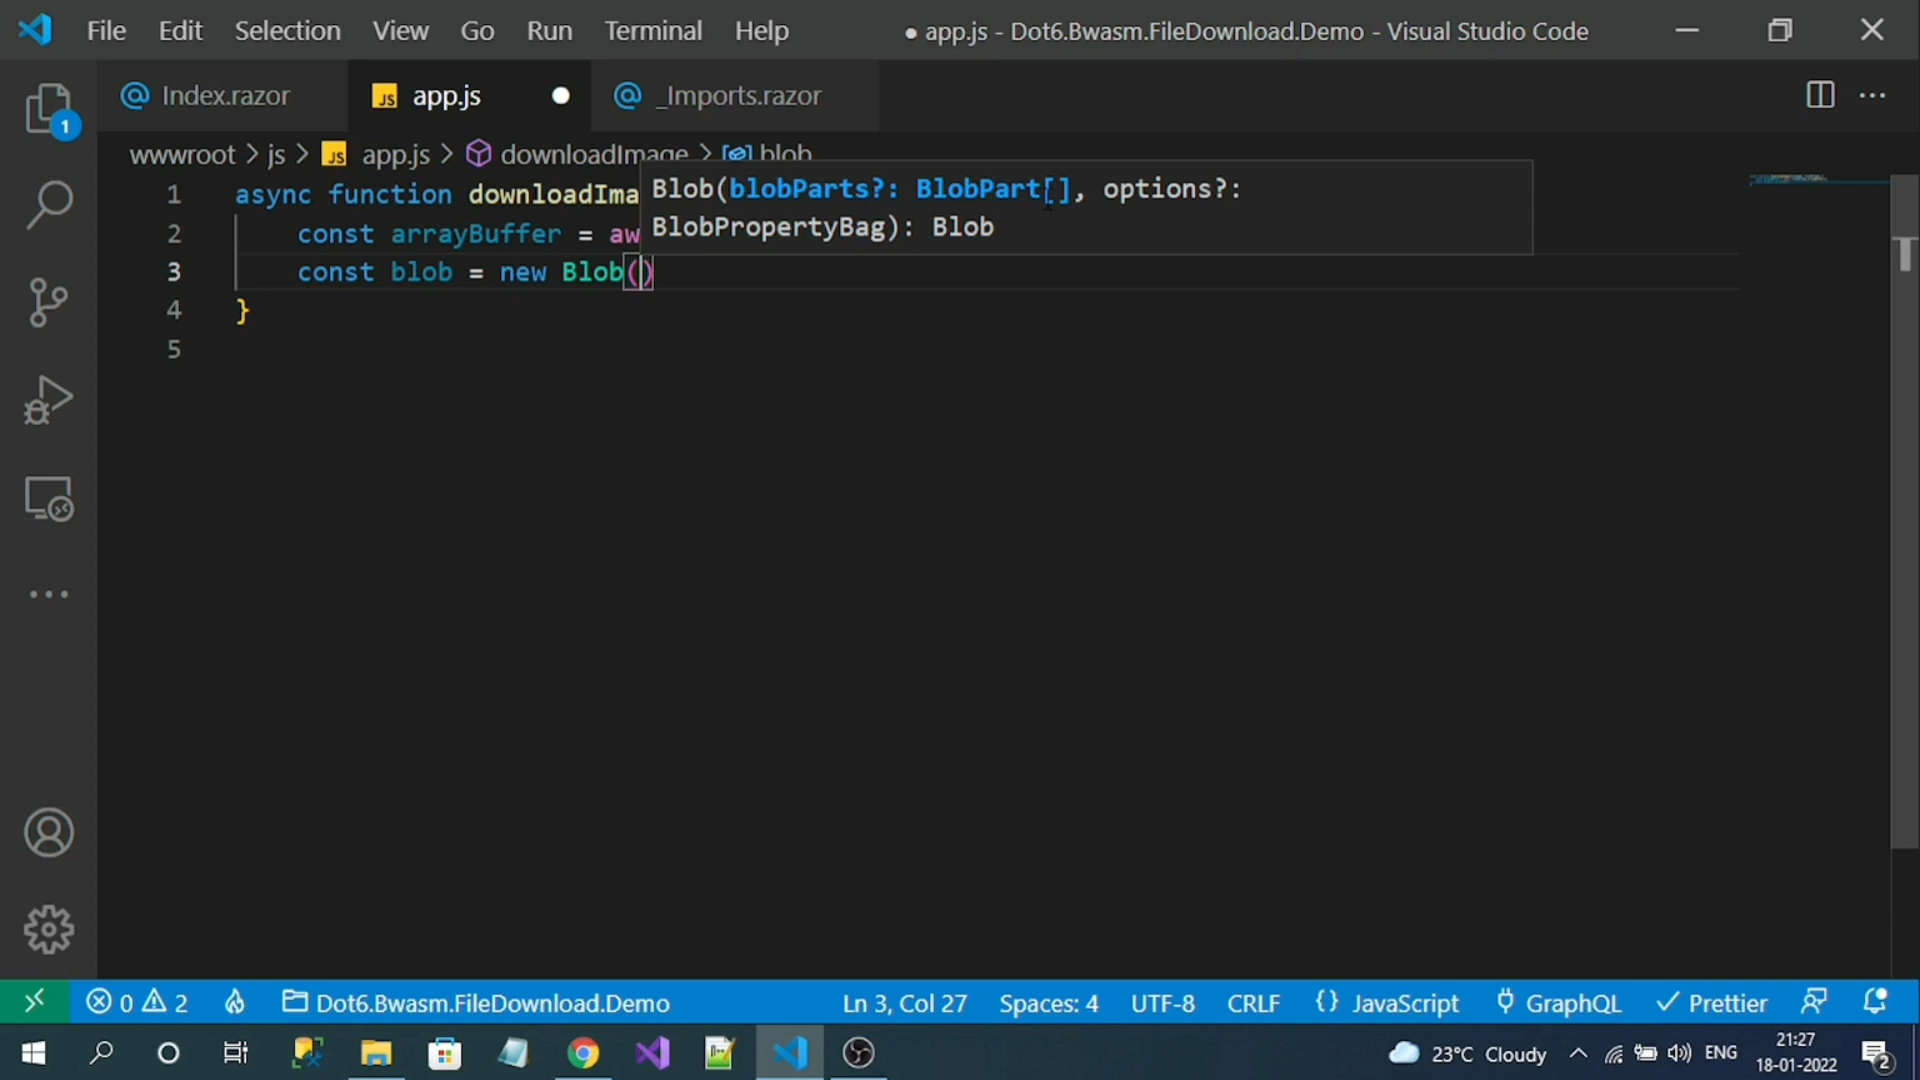 File Edit Selection View Go Run Terminal Help ● app.js - Dot6.Bwasm.FileDownload.Demo - Visual Studio Code
Index.razor JS app.js _Imports.razor
1
wwwroot > js > JS app.js > downloadImage > blob
1 async function downloadIma
Blob(blobParts?: BlobPart[], options?:
BlobPropertyBag): Blob
2 const arrayBuffer = aw
3 const blob = new Blob()
4 }
5
0 2 Dot6.Bwasm.FileDownload.Demo Ln 3, Col 27 Spaces: 4 UTF-8 CRLF {} JavaScript GraphQL Prettier
23°C Cloudy ENG 21:27
18-01-2022 2